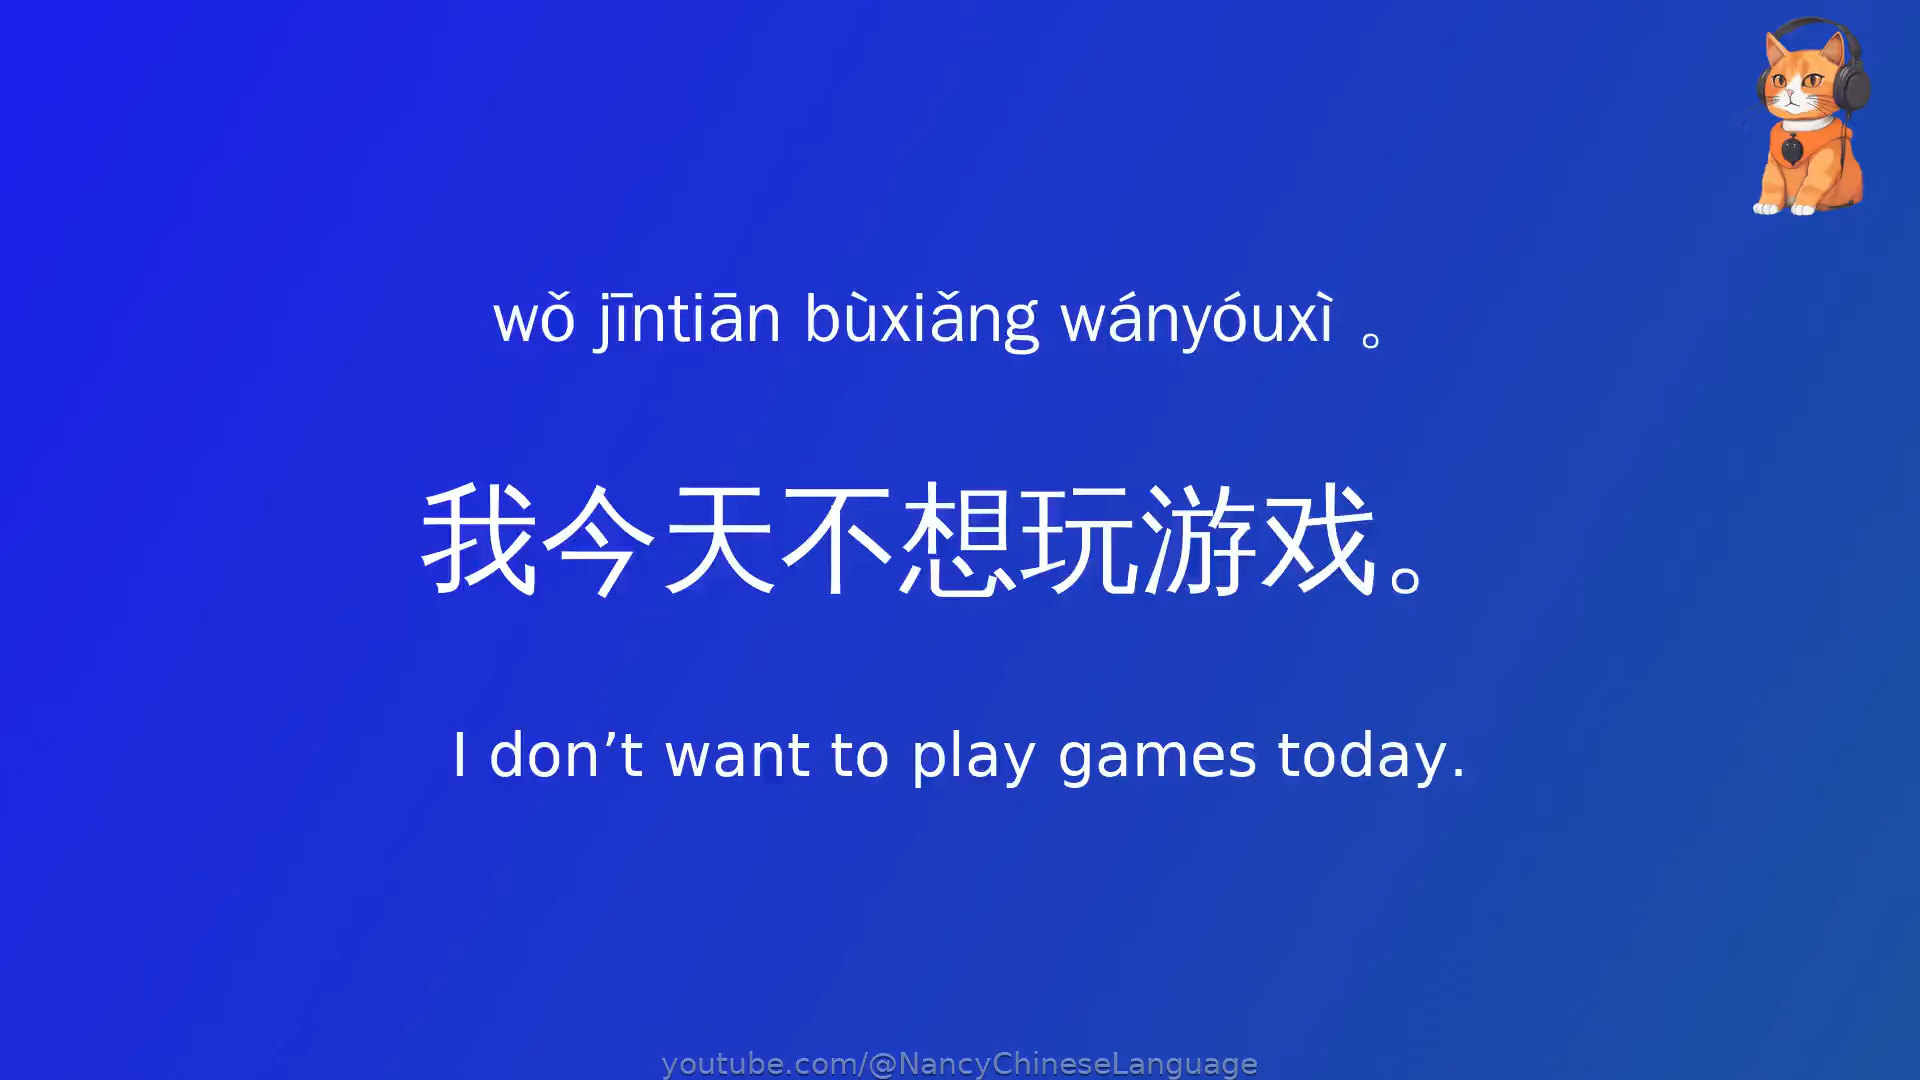 wǒ jīntiān bùxiǎng wányóuxì 。
我今天不想玩游戏。
I don’t want to play games today.
youtube.com/@NancyChineseLanguage